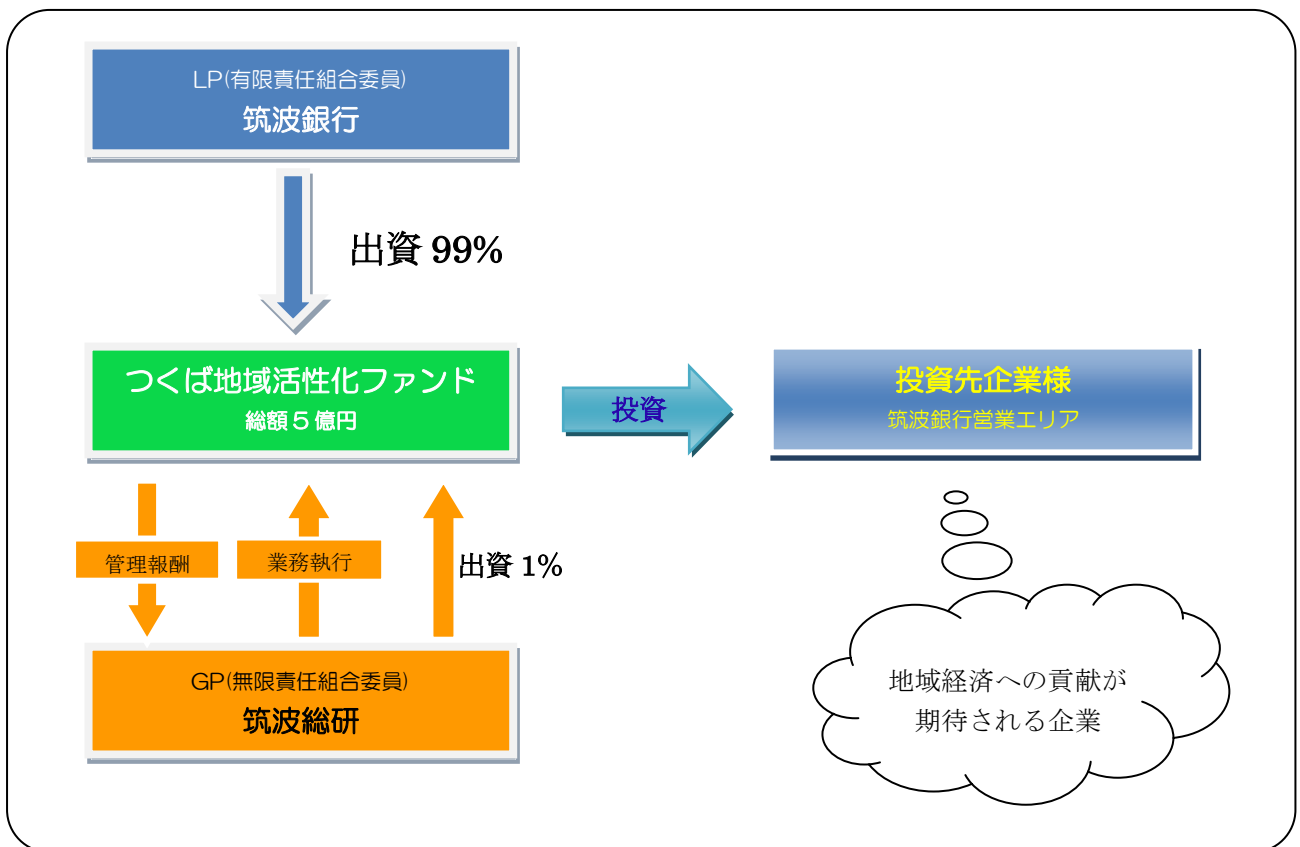 LP(有限責任組合委員)
筑波銀行
出資 99%
つくば地域活性化ファンド
総額5億円
投資
投資先企業様
筑波銀行営業エリア
管理報酬
業務執行
出資 1%
GP(無限責任組合委員)
筑波総研
地域経済への貢献が
期待される企業